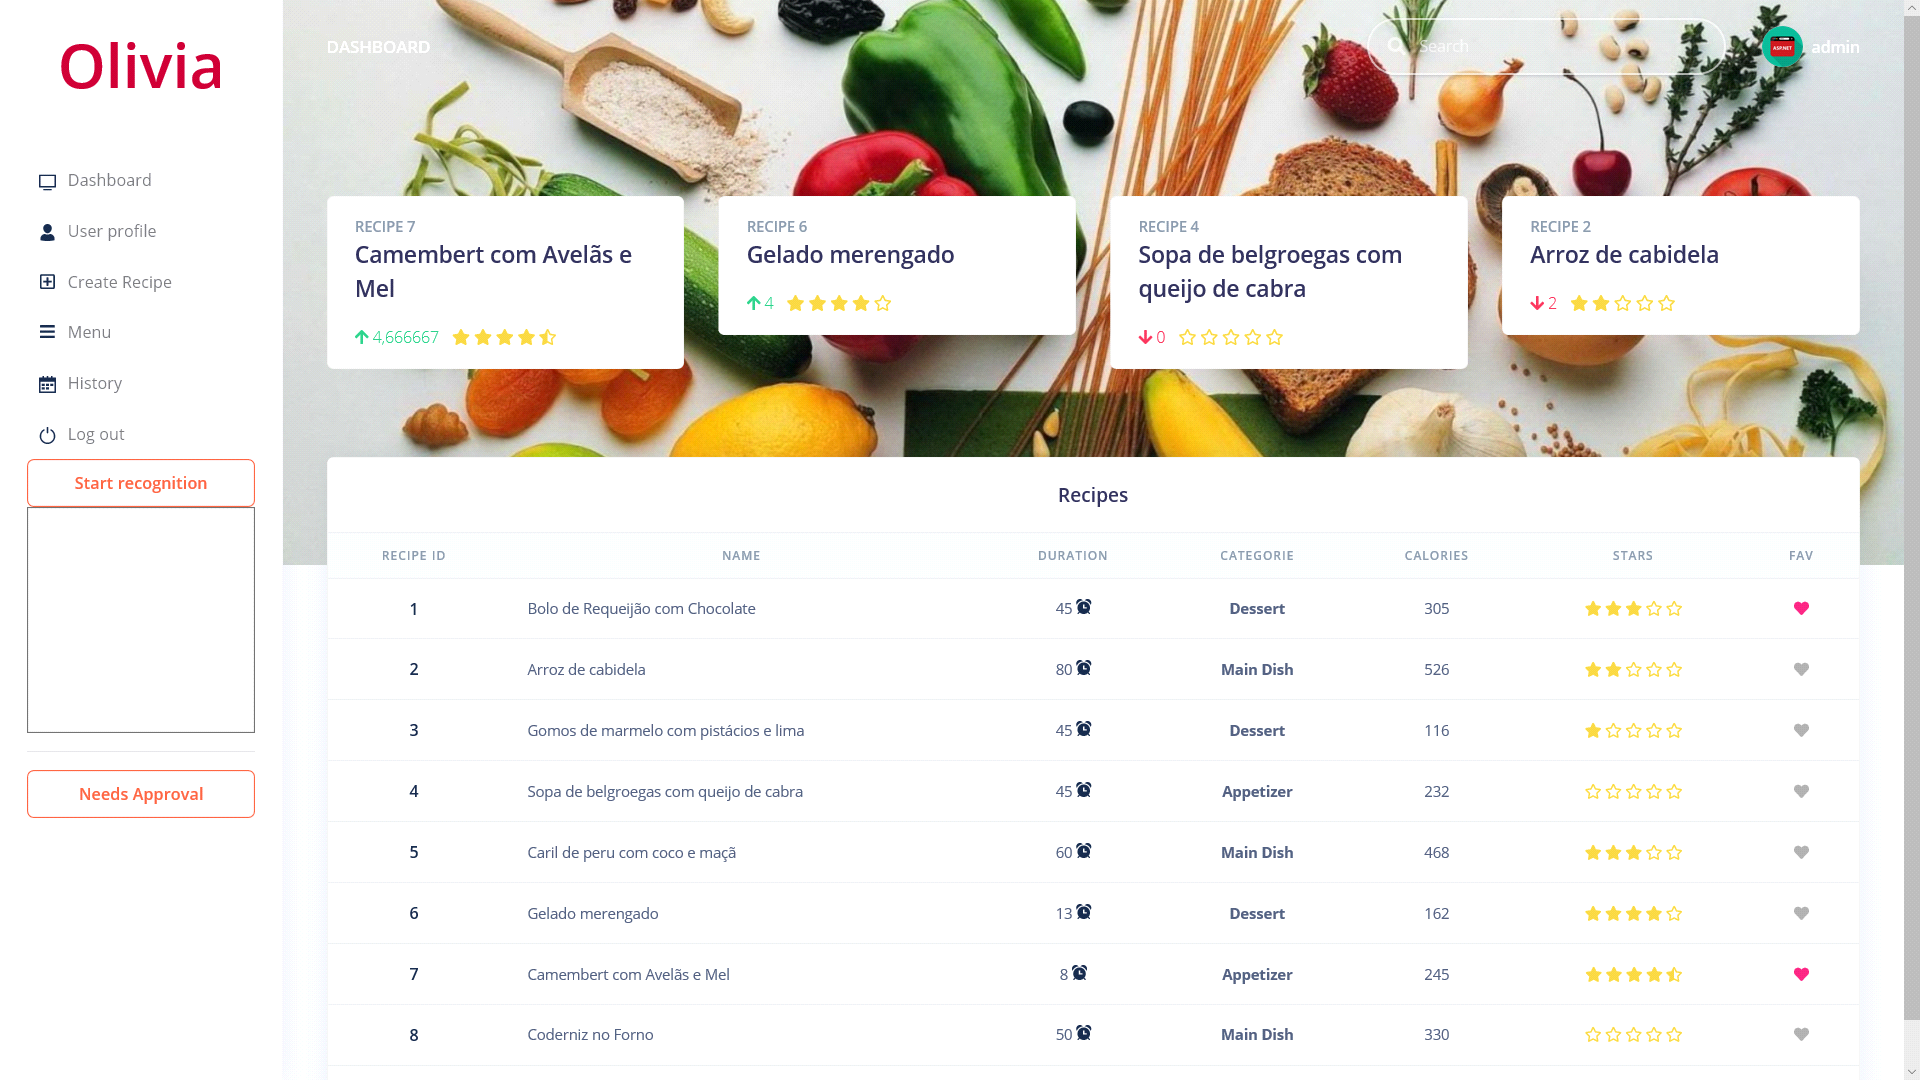 Olivia
Dashboard
User profile
Create Recipe
Menu
History
Log out
Start recognition
Needs Approval
DASHBOARD
Search
ASP.NET
admin
RECIPE 7
Camembert com Avelãs e
Mel
4,666667
RECIPE 6
Gelado merengado
4
RECIPE 4
Sopa de belgroegas com
queijo de cabra
0
RECIPE 2
Arroz de cabidela
2
Recipes
RECIPE ID NAME DURATION CATEGORIE CALORIES STARS FAV
1 Bolo de Requeijão com Chocolate 45 Dessert 305
2 Arroz de cabidela 80 Main Dish 526
3 Gomos de marmelo com pistácios e lima 45 Dessert 116
4 Sopa de belgroegas com queijo de cabra 45 Appetizer 232
5 Caril de peru com coco e maçã 60 Main Dish 468
6 Gelado merengado 13 Dessert 162
7 Camembert com Avelãs e Mel 8 Appetizer 245
8 Coderniz no Forno 50 Main Dish 330